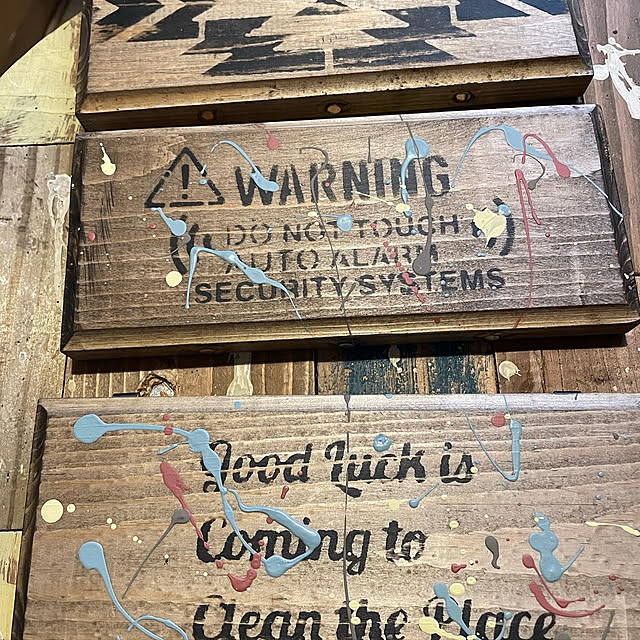 WARNING
DO NOT TOUCH
AUTO ALARM
SECURITY SYSTEMS
Good Luck is
Coming to
Clean the Place